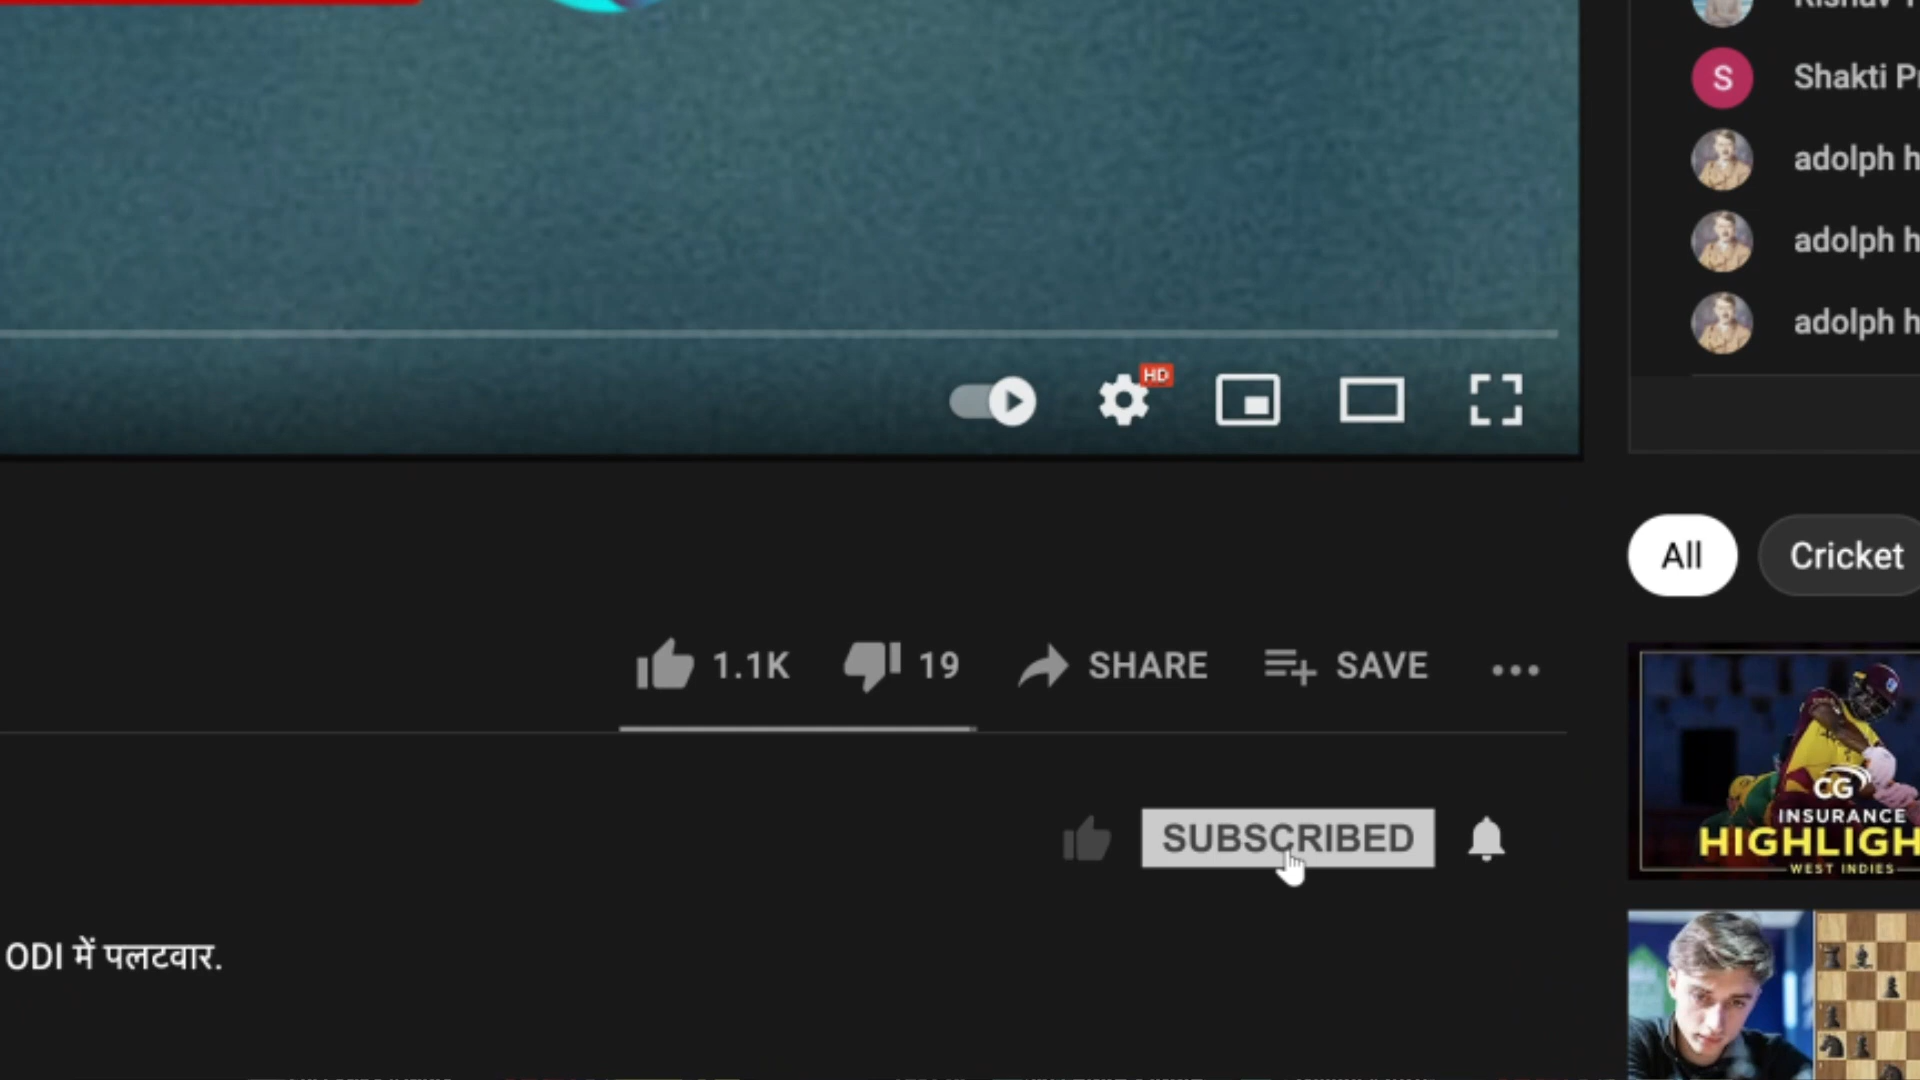 Shakti
adolph h
adolph h
adolph h
HD
All
Cricket
1.1K
19
SHARE
SAVE
CG
INSURANCE
WEST INDIES
SUBSCRIBED
ODI में पलटवार.